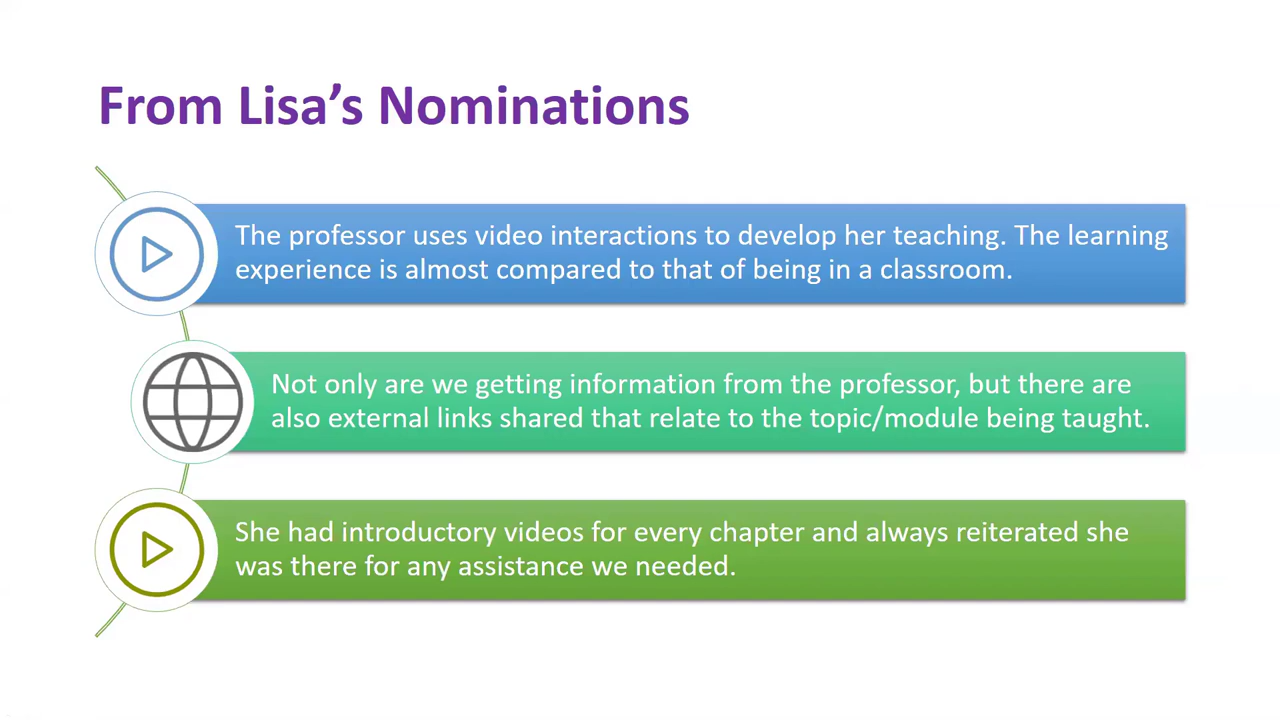 From Lisa’s Nominations
The professor uses video interactions to develop her teaching. The learning
experience is almost compared to that of being in a classroom.
Not only are we getting information from the professor, but there are
also external links shared that relate to the topic/module being taught.
She had introductory videos for every chapter and always reiterated she
was there for any assistance we needed.